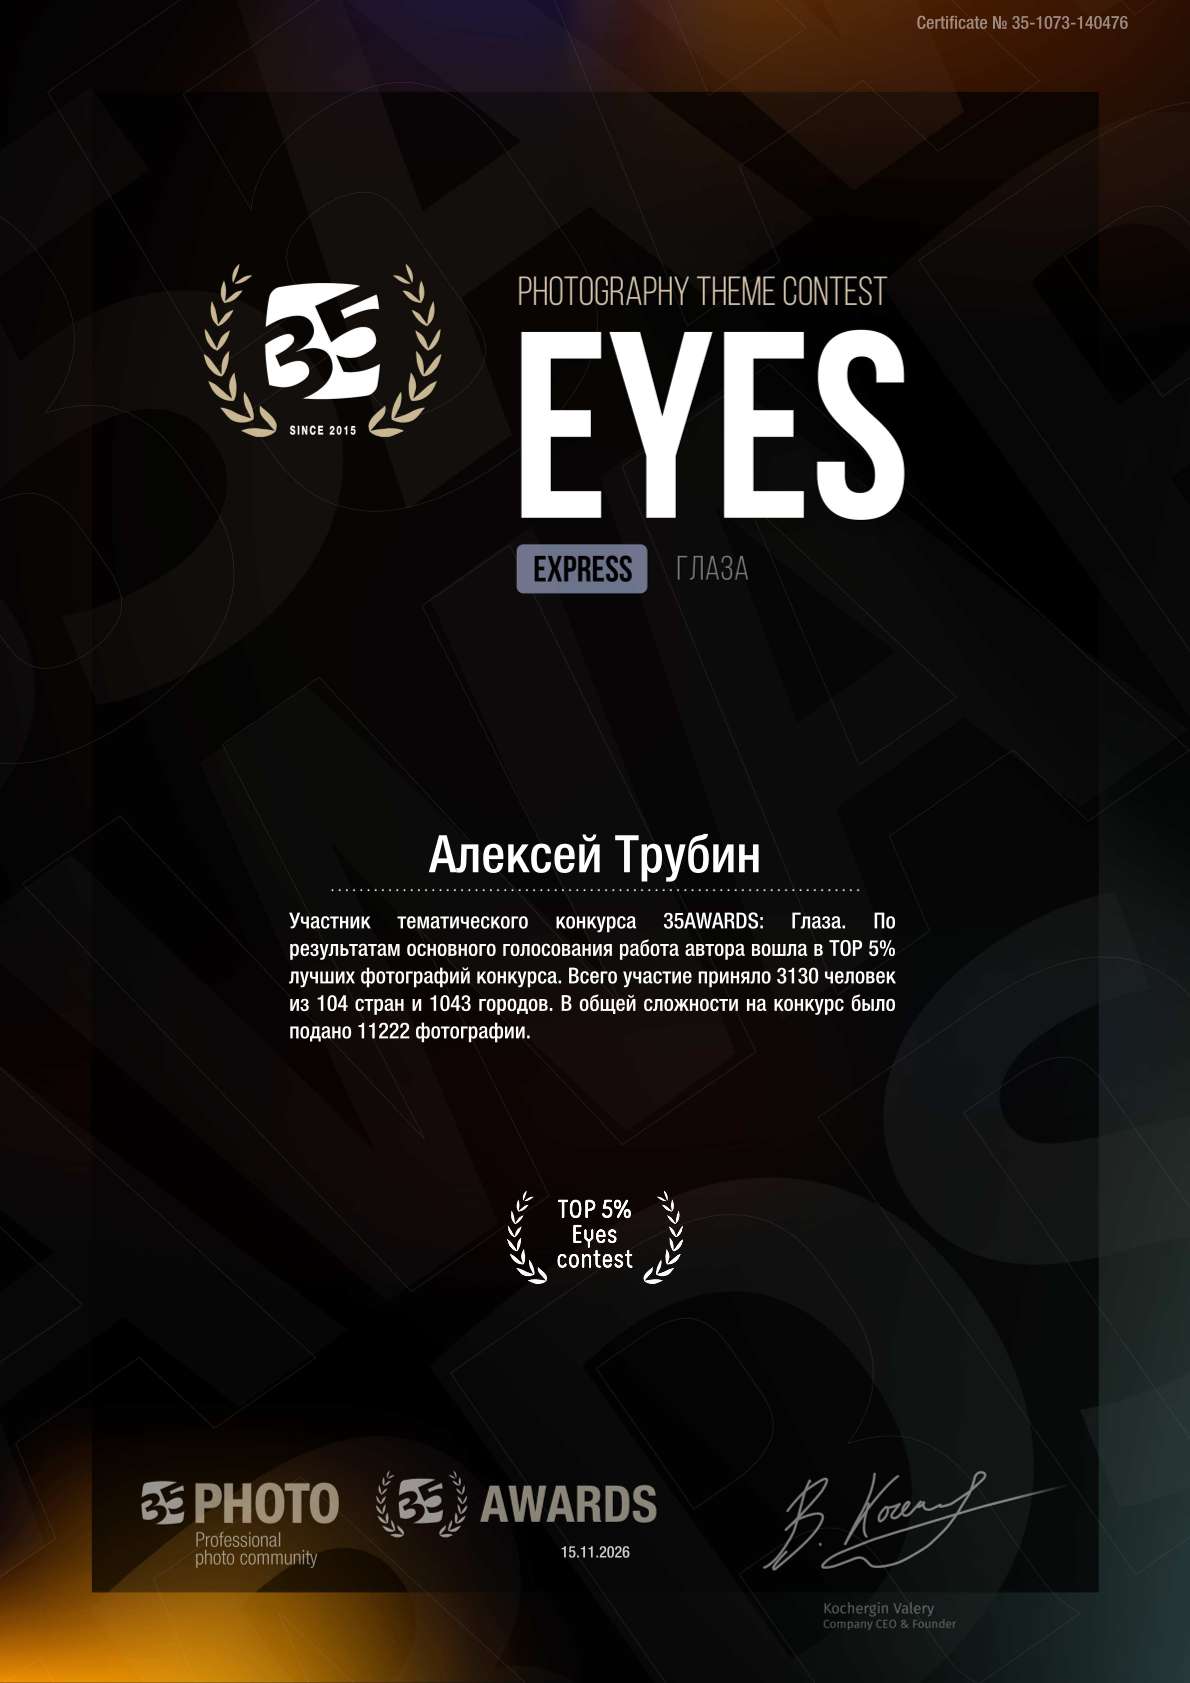 Certificate № 35-1073-140476
PHOTOGRAPHY THEME CONTEST
35
EYES
SINCE 2015
EXPRESS ГЛАЗА
Алексей Трубин
Участник тематического конкурса 35AWARDS: Глаза. По
результатам основного голосования работа автора вошла в TOP 5%
лучших фотографий конкурса. Всего участие приняло 3130 человек
из 104 стран и 1043 городов. В общей сложности на конкурс было
подано 11222 фотографии.
TOP 5%
Eyes
contest
35 PHOTO
Professional
photo community
35 AWARDS
15.11.2026
Kochergin Valery
Company CEO & Founder